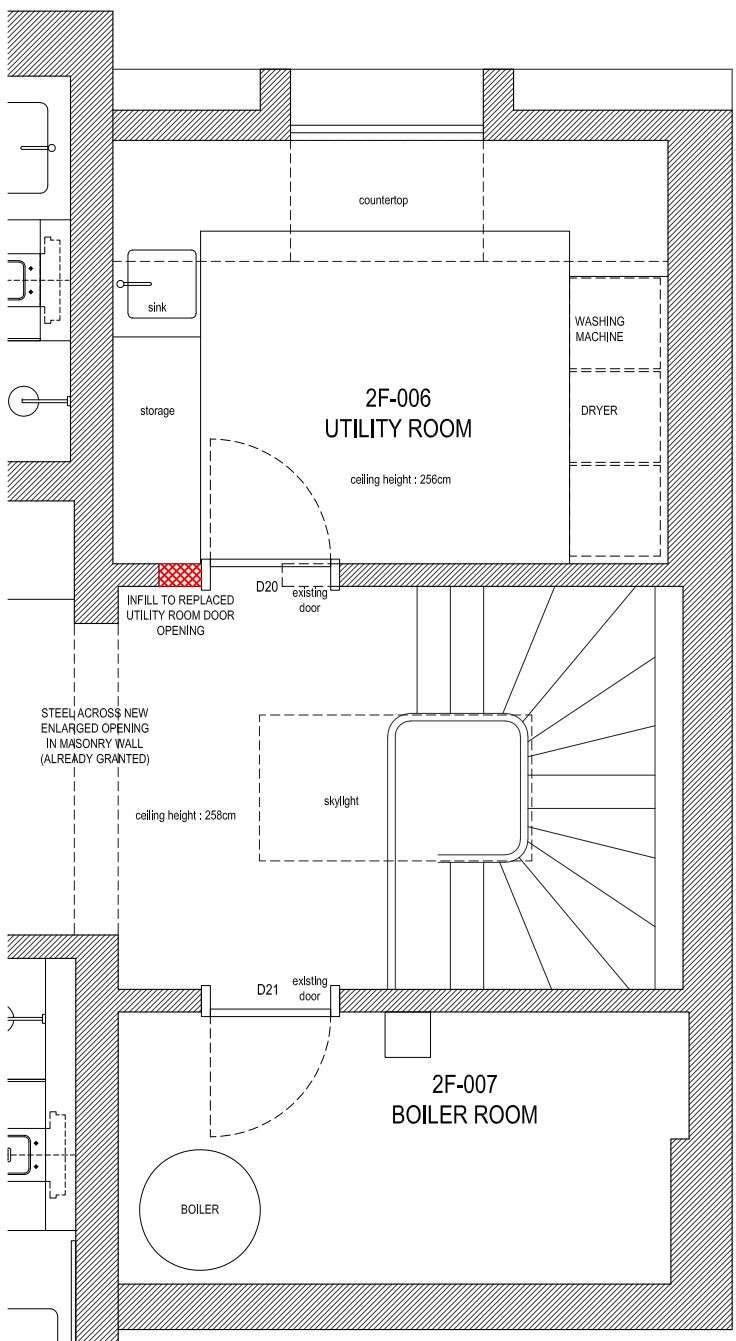 countertop
sink
WASHING
MACHINE
2F-006
UTILITY ROOM
storage
DRYER
ceiling height : 256cm
D20
existing
door
INFILL TO REPLACED
UTILITY ROOM DOOR
OPENING
STEEL ACROSS NEW
ENLARGED OPENING
IN MASONRY WALL
(ALREADY GRANTED)
skylight
ceiling height : 258cm
D21
existing
door
2F-007
BOILER ROOM
BOILER